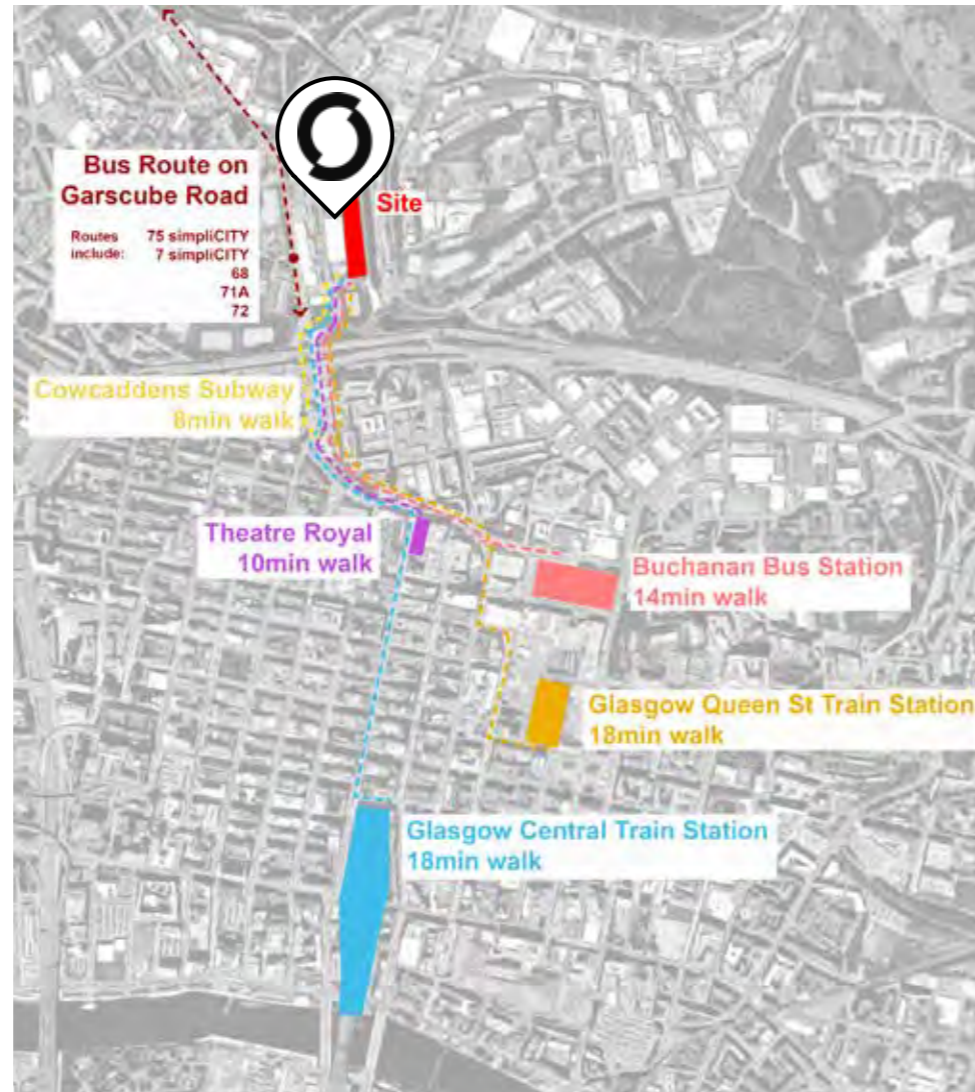 Bus Route on
Garscube Road
Routes 75 simpliCITY
include: 7 simpliCITY
68
71A
72
Site
Cowcaddens Subway
8min walk
Theatre Royal
10min walk
Buchanan Bus Station
14min walk
Glasgow Queen St Train Station
18min walk
Glasgow Central Train Station
18min walk